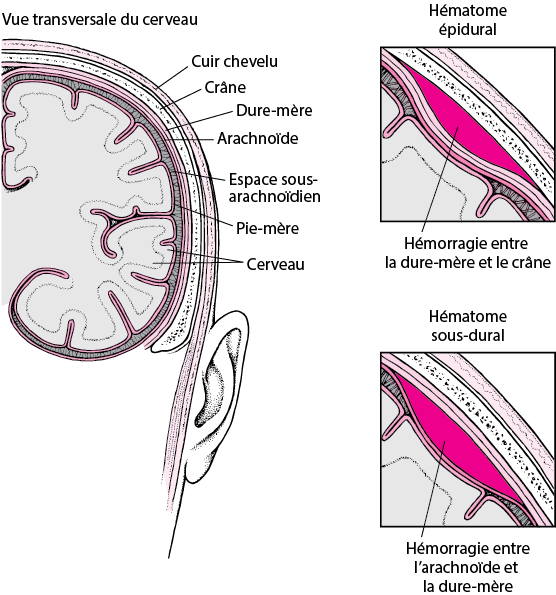 Vue transversale du cerveau
Cuir chevelu
Crâne
Dure-mère
Arachnoïde
Espace sous-
arachnoïdien
Pie-mère
Cerveau
Hématome
épidural
Hémorragie entre
la dure-mère et le crâne
Hématome
sous-dural
Hémorragie entre
l'arachnoïde et
la dure-mère